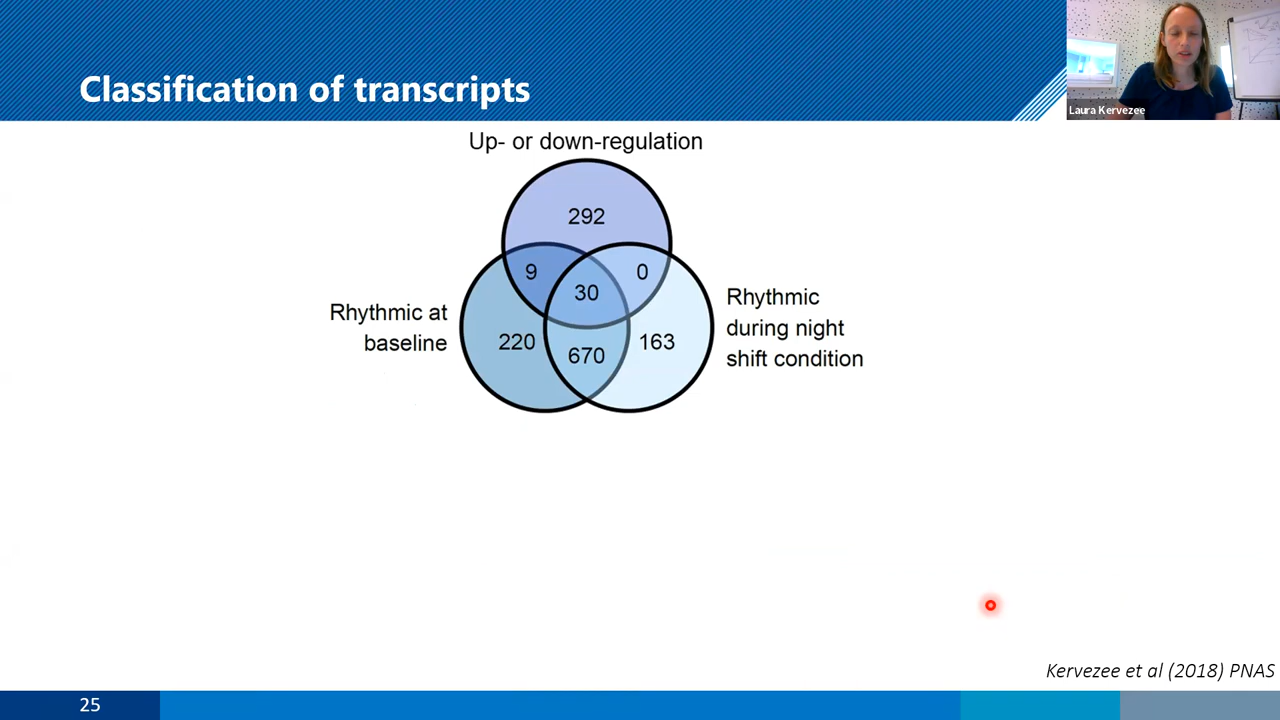 Classification of transcripts
Laura Kervezee
Up- or down-regulation
292
9
0
30
Rhythmic at
baseline
Rhythmic
during night
shift condition
220
670
163
Kervezee et al (2018) PNAS
25